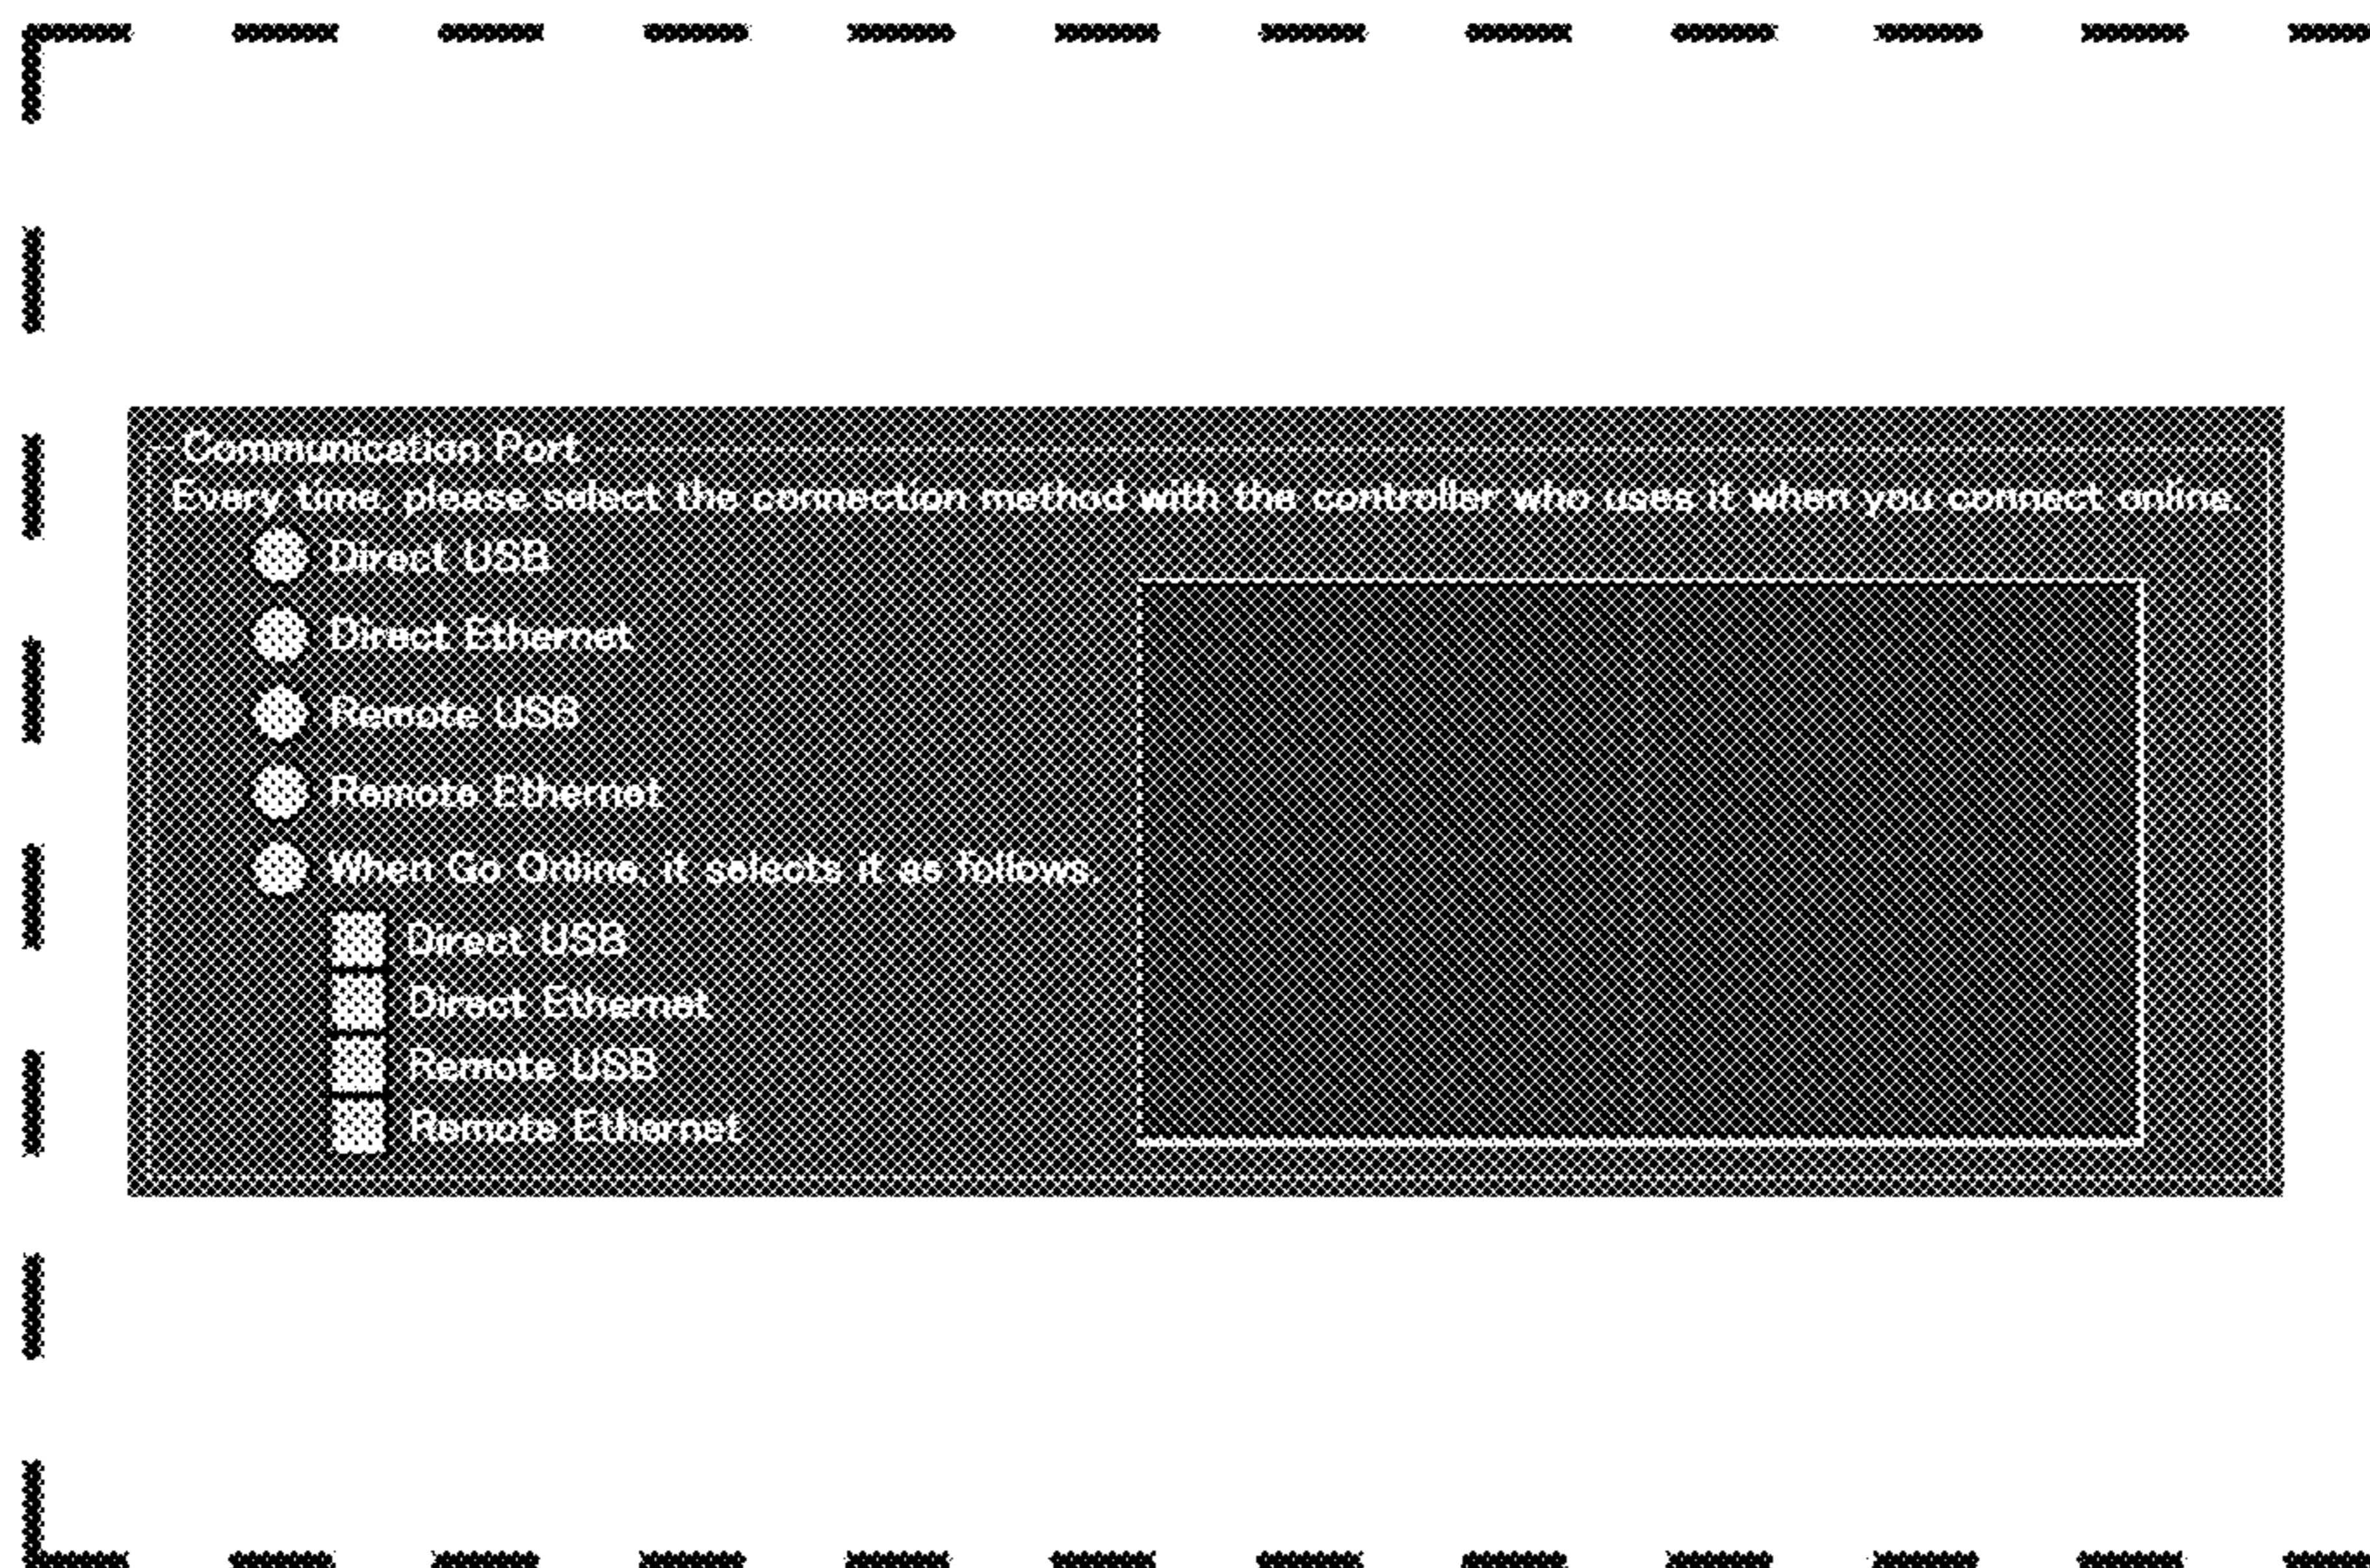 Communication Port
Every time, please select the connection method with the controller who uses it when you connect online.
Direct USB
Direct Ethernet
Remote USB
Remote Ethernet
When Go Online, it selects it as follows.
Direct USB
Direct Ethernet
Remote USB
Remote Ethernet